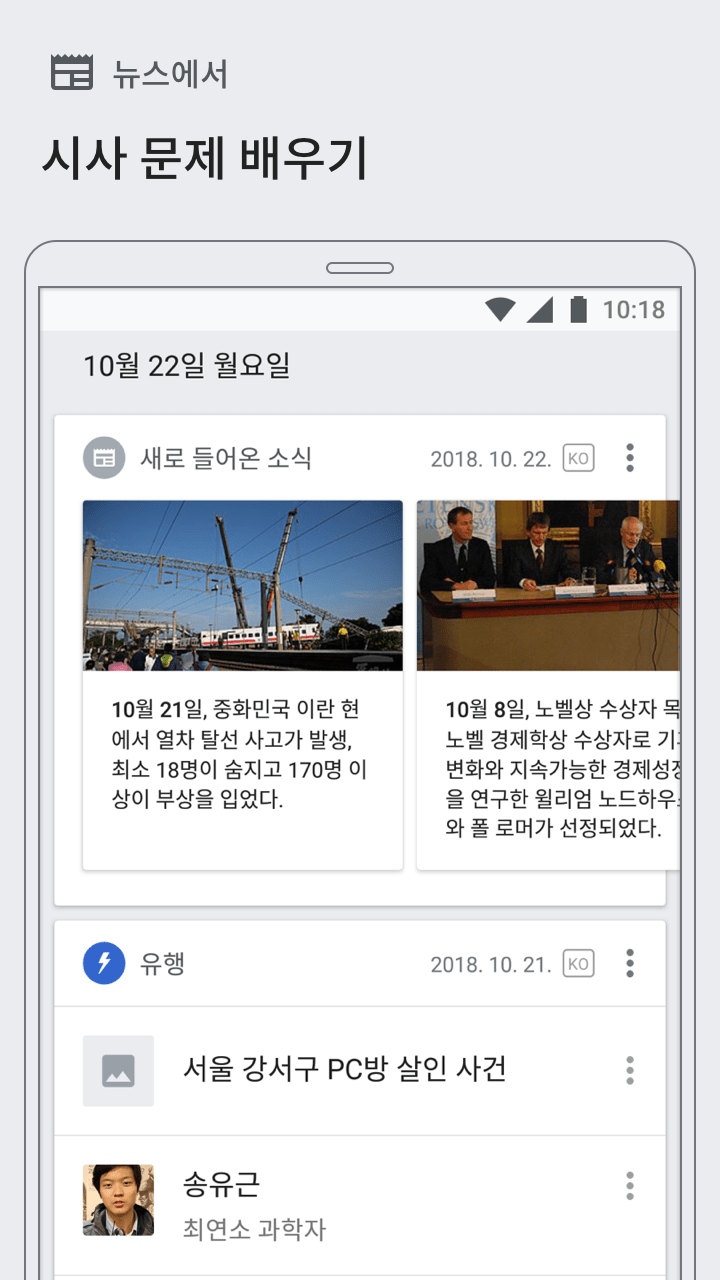 뉴스에서
시사 문제 배우기
10:18
10월 22일 월요일
새로 들어온 소식
2018. 10. 22.
KO
10월 21일, 중화민국 이란 현
에서 열차 탈선 사고가 발생,
최소 18명이 숨지고 170명 이
상이 부상을 입었다.
10월 8일, 노벨상 수상자 목
노벨 경제학상 수상자로 기
변화와 지속가능한 경제성장
을 연구한 윌리엄 노드하우스
와 폴 로머가 선정되었다.
유행
2018. 10. 21.
KO
서울 강서구 PC방 살인 사건
송유근
최연소 과학자